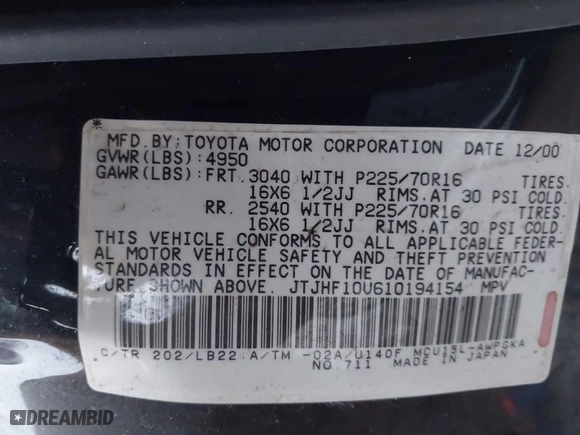 MFD.BY:TOYOTA MOTOR CORPORATION DATE 12/00
GVWR(LBS):4950
GAWR(LBS):FRT.3040 WITH P225/70R16 TIRES.
16X6 1/2JJ RIMS.AT 30 PSI COLD.
RR. 2540 WITH P225/70R16 TIRES.
16X6 1/2JJ RIMS.AT 30 PSI COLD.
THIS VEHICLE CONFORMS TO ALL APPLICABLE FEDER-
AL MOTOR VEHICLE SAFETY AND THEFT PREVENTION
STANDARDS IN EFFECT ON THE DATE OF MANUFAC-
TURE SHOWN ABOVE. JTJHF10U610194154 MPV
C/TR 202/LB22 A/TM -02A/U140F MCU15L-AWPGKA
NO.711 MADE IN JAPAN
DREAMBID